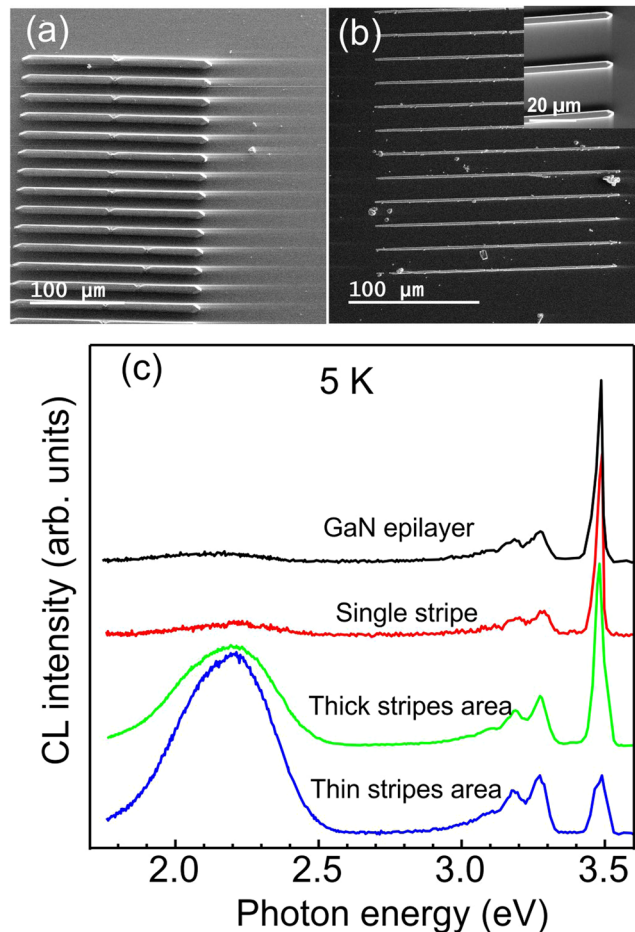 (a)
100 μm
(b)
20 μm
100 μm
(c)
5 K
GaN epilayer
Single stripe
Thick stripes area
Thin stripes area
CL intensity (arb. units)
2.0 2.5 3.0 3.5
Photon energy (eV)